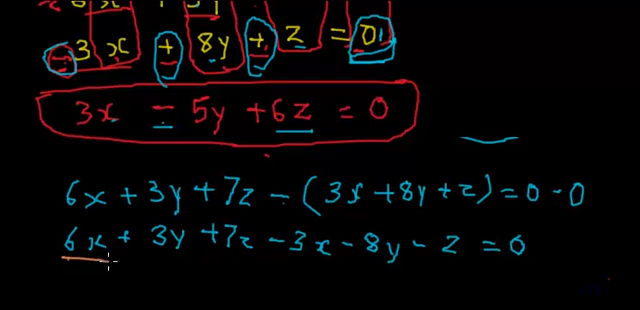 - 3 x + 8y + z = 0
3x - 5y + 6z = 0
6x + 3y + 7z - (3x + 8y + z) = 0 - 0
6x + 3y + 7z - 3x - 8y - z = 0